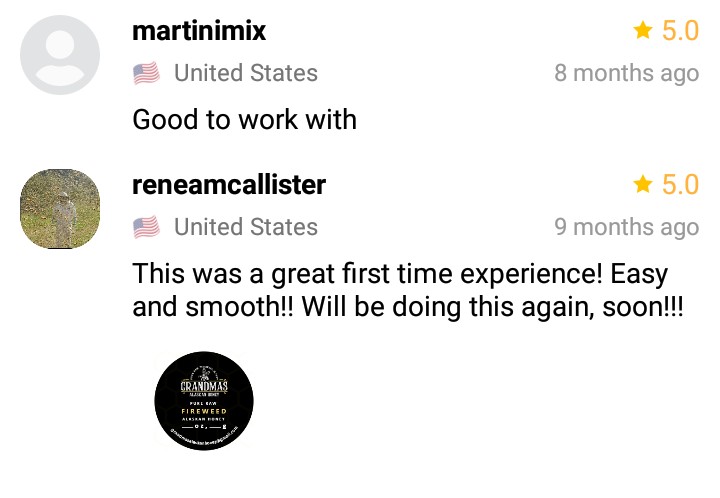 martinimix
5.0
United States
8 months ago
Good to work with
reneamcallister
5.0
United States
9 months ago
This was a great first time experience! Easy
and smooth!! Will be doing this again, soon!!!
GRANDMAS
ALASKAN HONEY
PURE RAW
FIREWEED
ALASKAN HONEY